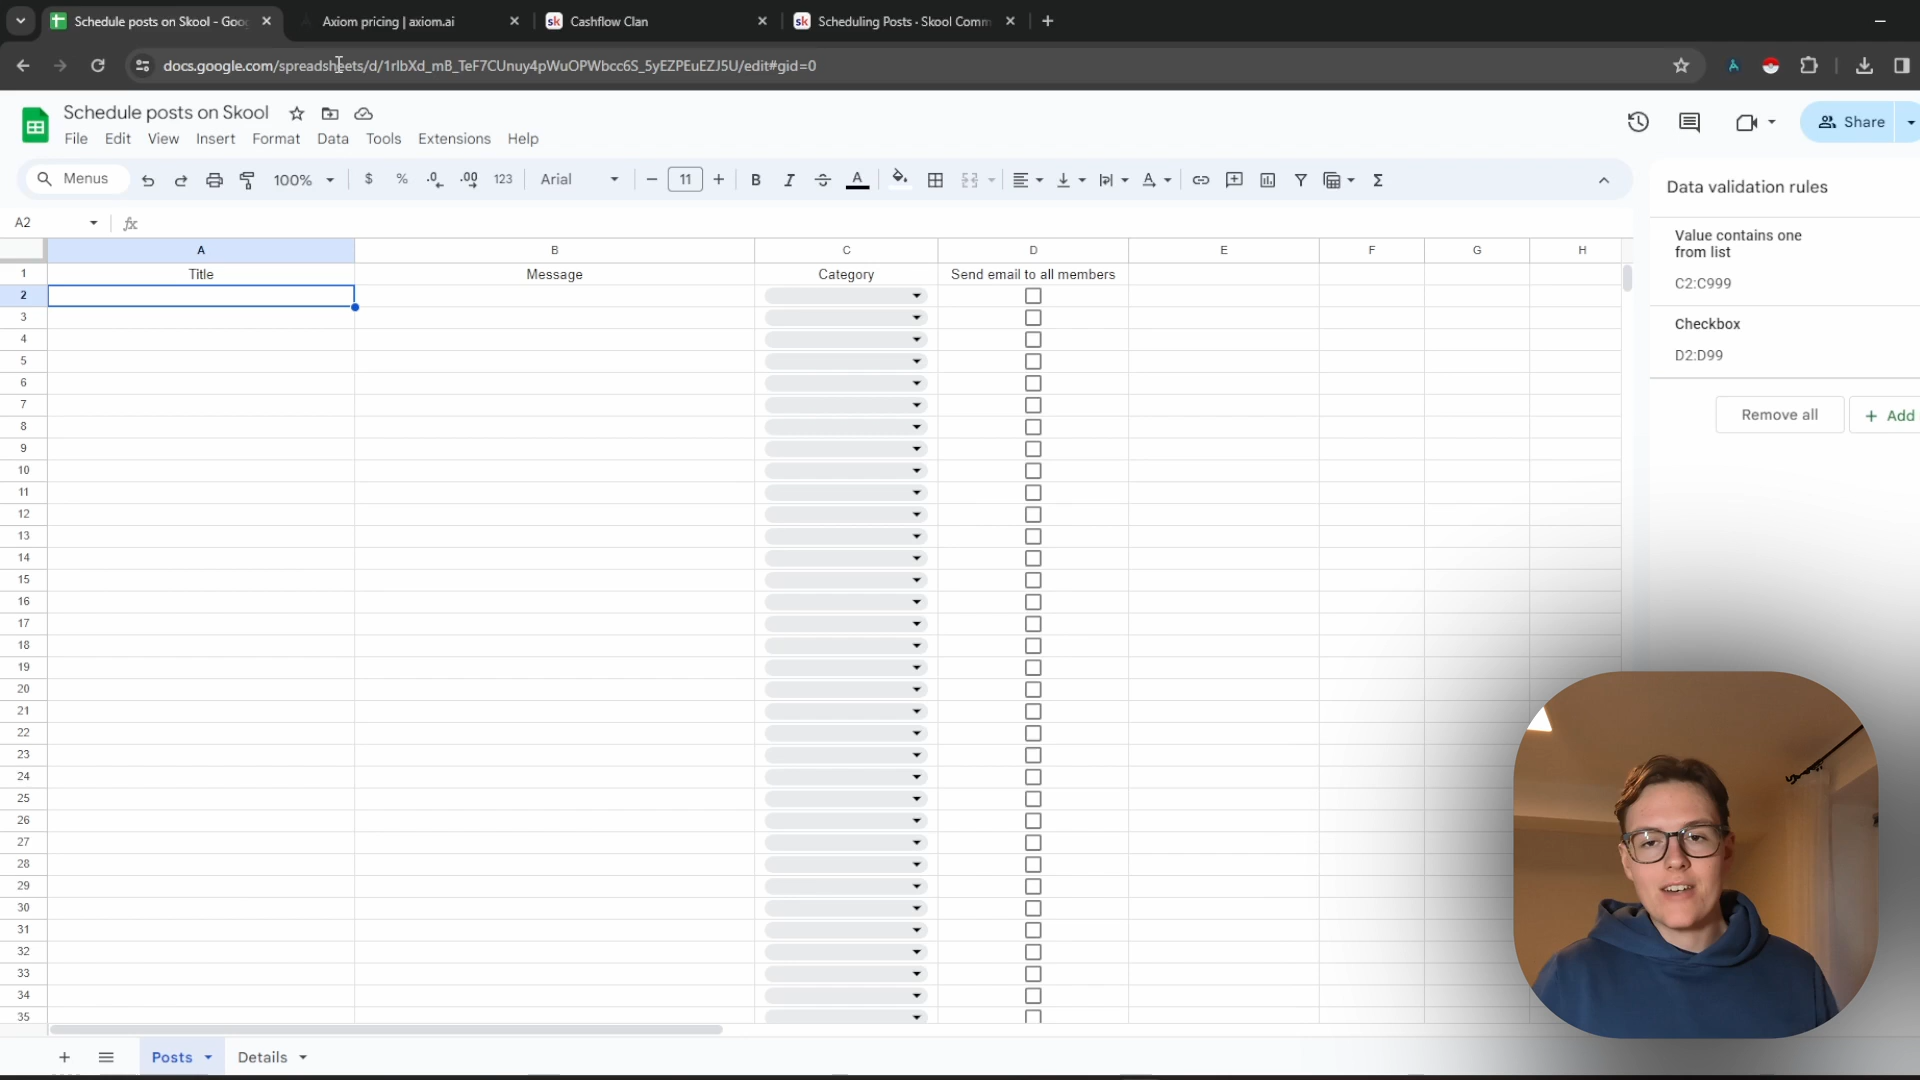 Schedule posts on Skool - Goog
Axiom pricing | axiom.ai
sk Cashflow Clan
sk Scheduling Posts - Skool Comm
docs.google.com/spreadsheets/d/1rlbXd_mB_TeF7CUnuy4pWuOPWbcc6S_5yEZPEuEZJ5U/edit#gid=0
Schedule posts on Skool
File Edit View Insert Format Data Tools Extensions Help
Share
Menus 100% $ % .0 .00 123 Arial 11 B I S A Σ
A2 fx
A B C D E F G H
1 Title Message Category Send email to all members
2
3
4
5
6
7
8
9
10
11
12
13
14
15
16
17
18
19
20
21
22
23
24
25
26
27
28
29
30
31
32
33
34
35
Data validation rules
Value contains one
from list
C2:C999
Checkbox
D2:D99
Remove all + Add
Posts Details